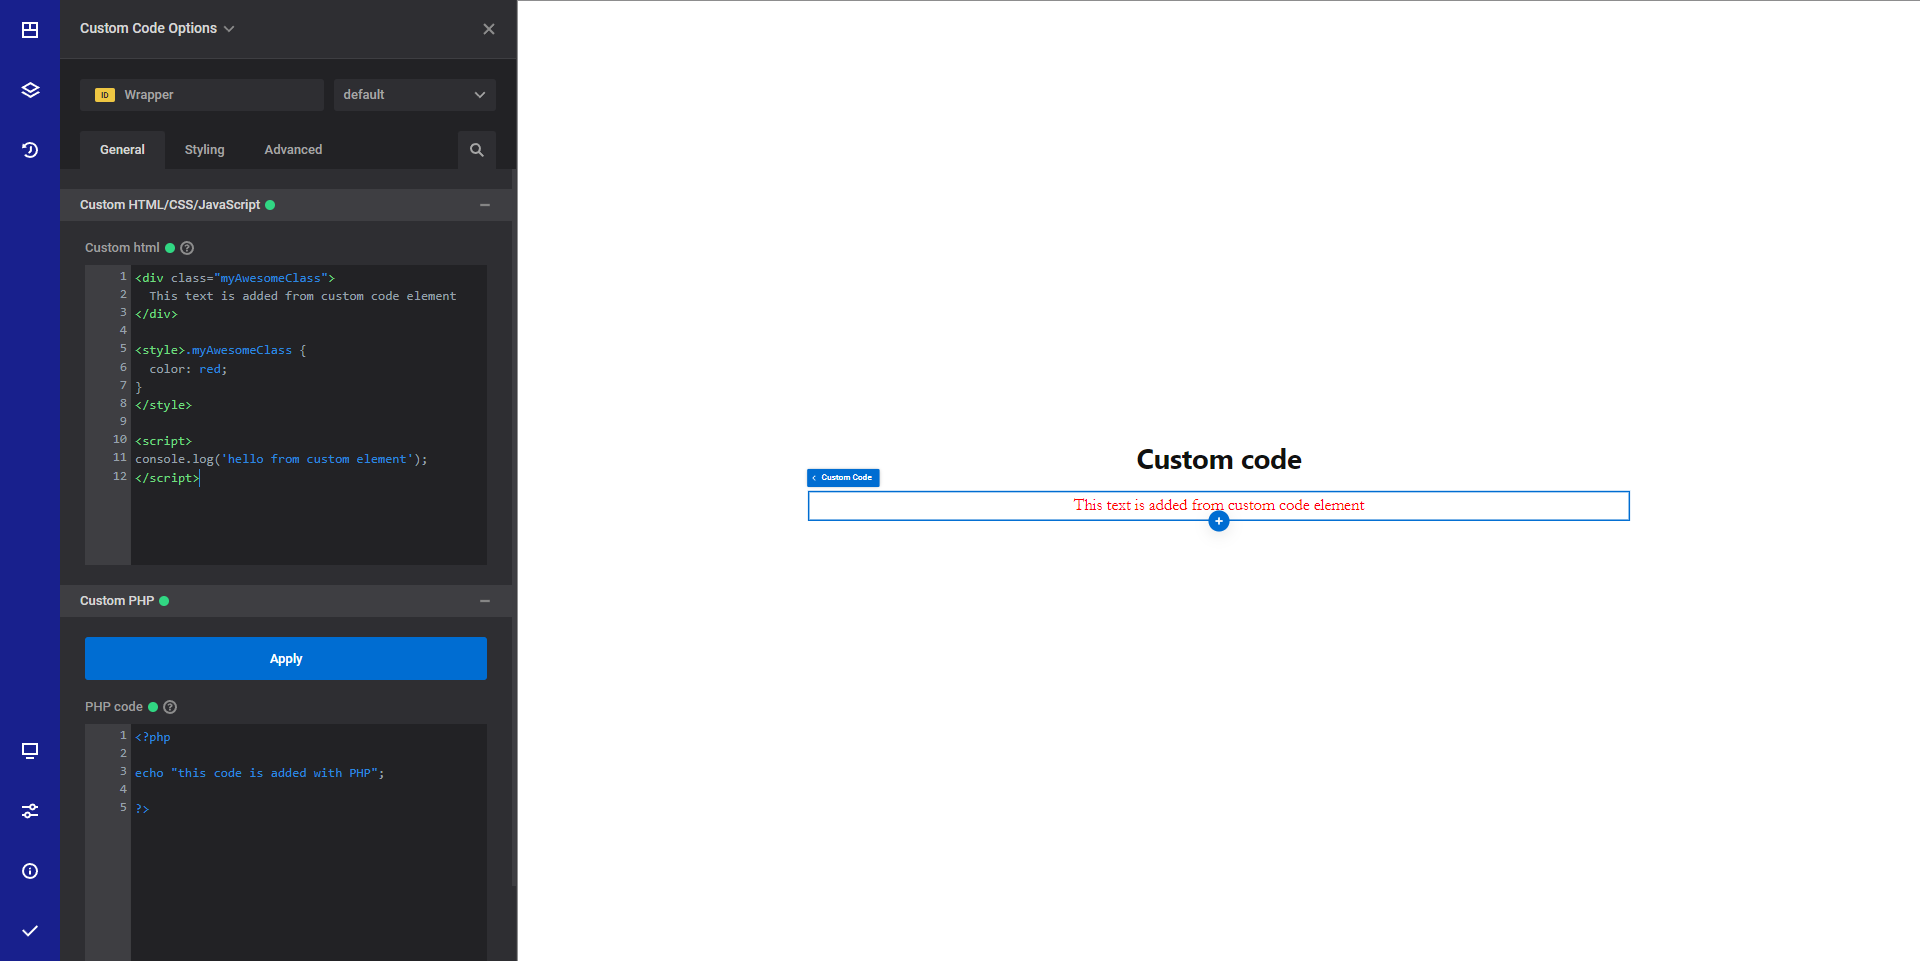 Custom Code Options
ID Wrapper
default
General
Styling
Advanced
Custom HTML/CSS/JavaScript
Custom html ?
1 <div class="myAwesomeClass">
2 This text is added from custom code element
3 </div>
4
5 <style>.myAwesomeClass {
6 color: red;
7 }
8 </style>
9
10 <script>
11 console.log('hello from custom element');
12 </script>
Custom PHP
Apply
PHP code ?
1 <?php
2
3 echo "this code is added with PHP";
4
5 ?>
Custom code
Custom Code
This text is added from custom code element